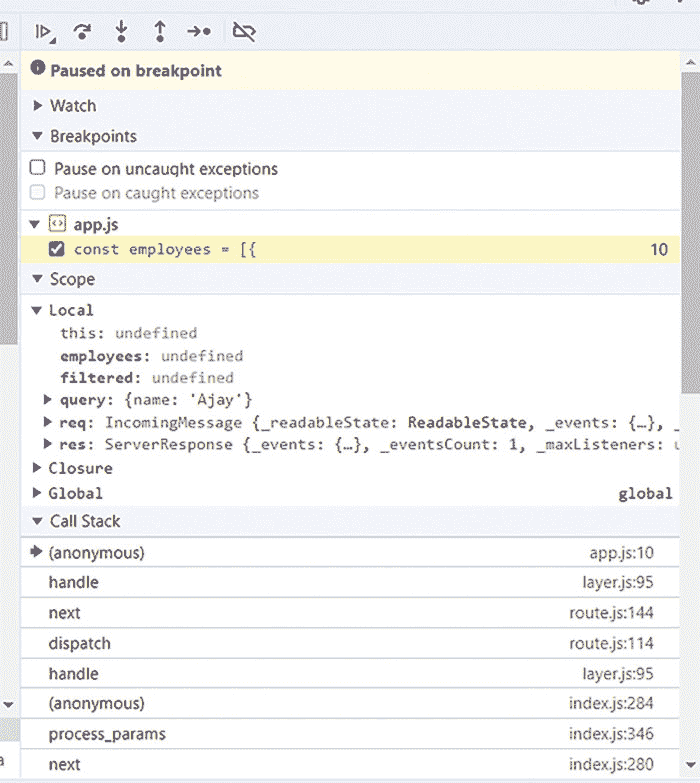 Paused on breakpoint
Watch
Breakpoints
Pause on uncaught exceptions
Pause on caught exceptions
app.js
const employees = [{ 10
Scope
Local
this: undefined
employees: undefined
filtered: undefined
query: {name: 'Ajay'}
req: IncomingMessage {_readableState: ReadableState, _events: {…}, _
res: ServerResponse {_events: {…}, _eventsCount: 1, _maxListeners: u
Closure
Global global
Call Stack
(anonymous) app.js:10
handle layer.js:95
next route.js:144
dispatch route.js:114
handle layer.js:95
(anonymous) index.js:284
process_params index.js:346
next index.js:280